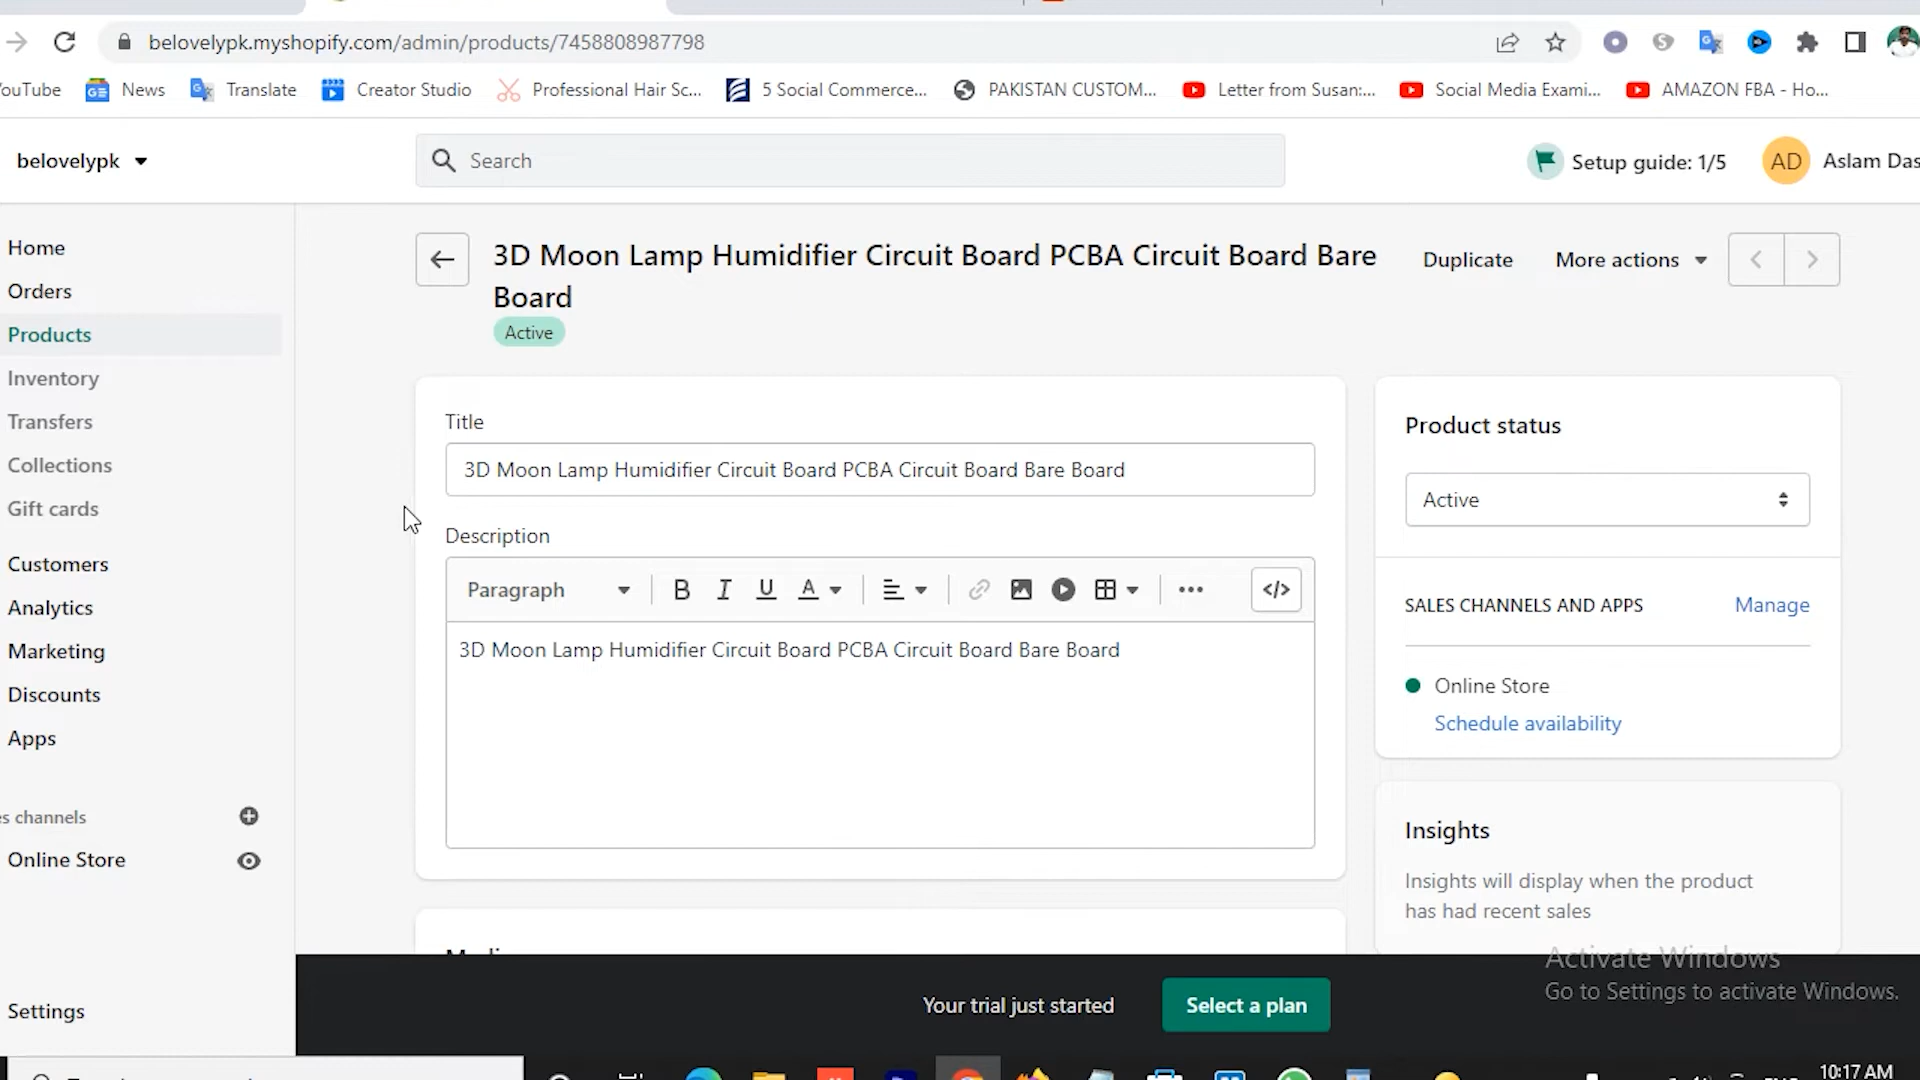 belovelypk.myshopify.com/admin/products/7458808987798
YouTube News Translate Creator Studio Professional Hair Sc... 5 Social Commerce... PAKISTAN CUSTOM... Letter from Susan:... Social Media Exami... AMAZON FBA - Ho...
belovelypk
Search
Setup guide: 1/5
AD
Aslam Das
Home
Orders
Products
Inventory
Transfers
Collections
Gift cards
Customers
Analytics
Marketing
Discounts
Apps
s channels
Online Store
Settings
3D Moon Lamp Humidifier Circuit Board PCBA Circuit Board Bare
Board
Active
Duplicate
More actions
Title
3D Moon Lamp Humidifier Circuit Board PCBA Circuit Board Bare Board
Description
Paragraph B I U A </>
3D Moon Lamp Humidifier Circuit Board PCBA Circuit Board Bare Board
Product status
Active
SALES CHANNELS AND APPS
Manage
Online Store
Schedule availability
Insights
Insights will display when the product
has had recent sales
Activate Windows
Go to Settings to activate Windows.
Your trial just started
Select a plan
10:17 AM